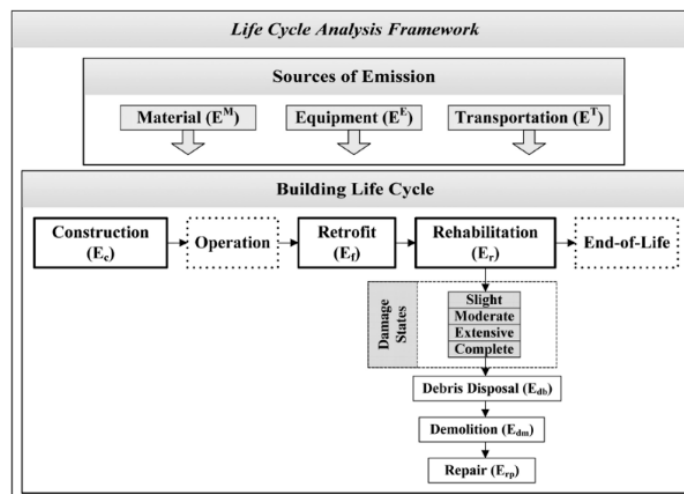 Life Cycle Analysis Framework
Sources of Emission
Material (E^M)
Equipment (E^E)
Transportation (E^T)
Building Life Cycle
Construction
(E_c)
Operation
Retrofit
(E_f)
Rehabilitation
(E_r)
End-of-Life
Damage
States
Slight
Moderate
Extensive
Complete
Debris Disposal (E_db)
Demolition (E_dm)
Repair (E_rp)